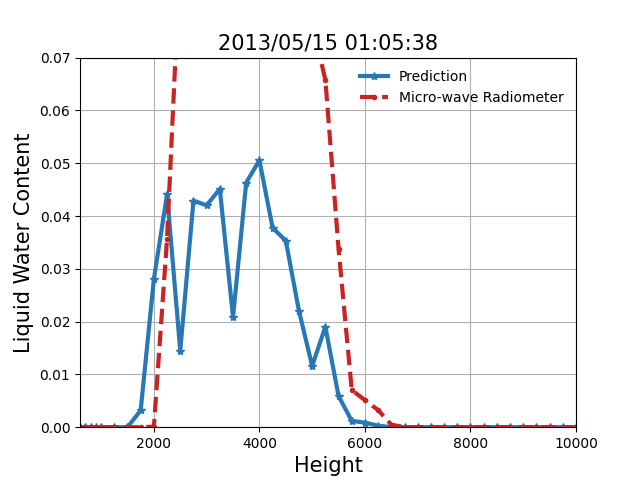 2013/05/15 01:05:38
Liquid Water Content
0.07
0.06
0.05
0.04
0.03
0.02
0.01
0.00
Prediction
Micro-wave Radiometer
2000 4000 6000 8000 10000
Height